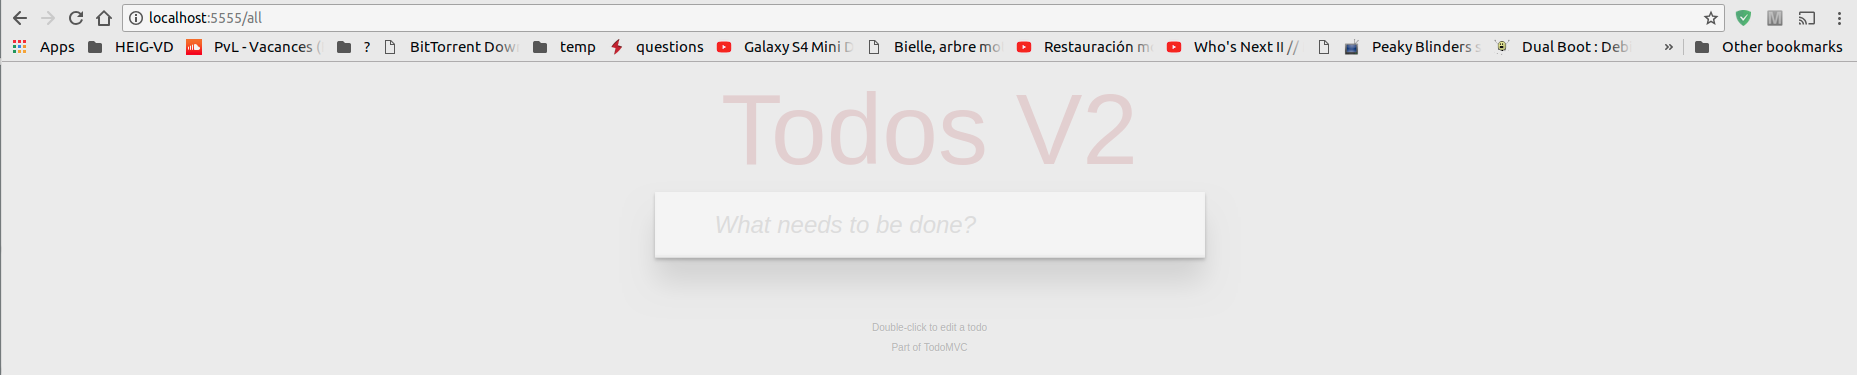 localhost:5555/all
Apps HEIG-VD PvL - Vacances ( ? BitTorrent Dow temp questions Galaxy S4 Mini D Bielle, arbre mo Restauración m Who's Next II // Peaky Blinders s Dual Boot : Deb » Other bookmarks
Todos V2
What needs to be done?
Double-click to edit a todo
Part of TodoMVC